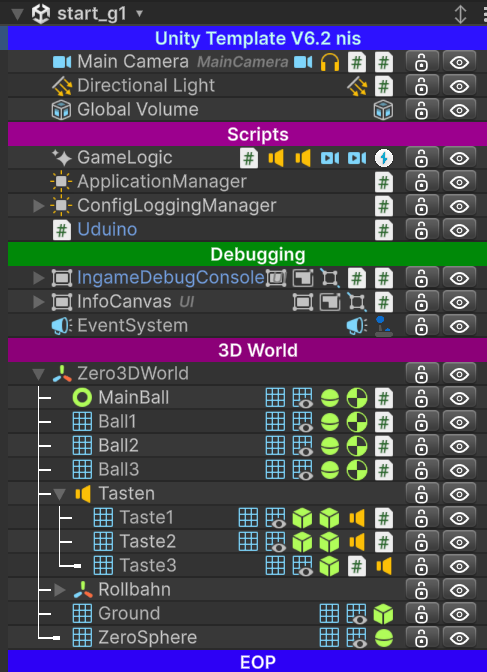 start_g1
Unity Template V6.2 nis
Main Camera MainCamera
Directional Light
Global Volume
Scripts
GameLogic
ApplicationManager
ConfigLoggingManager
Uduino
Debugging
IngameDebugConsole
InfoCanvas UI
EventSystem
3D World
Zero3DWorld
MainBall
Ball1
Ball2
Ball3
Tasten
Taste1
Taste2
Taste3
Rollbahn
Ground
ZeroSphere
EOP